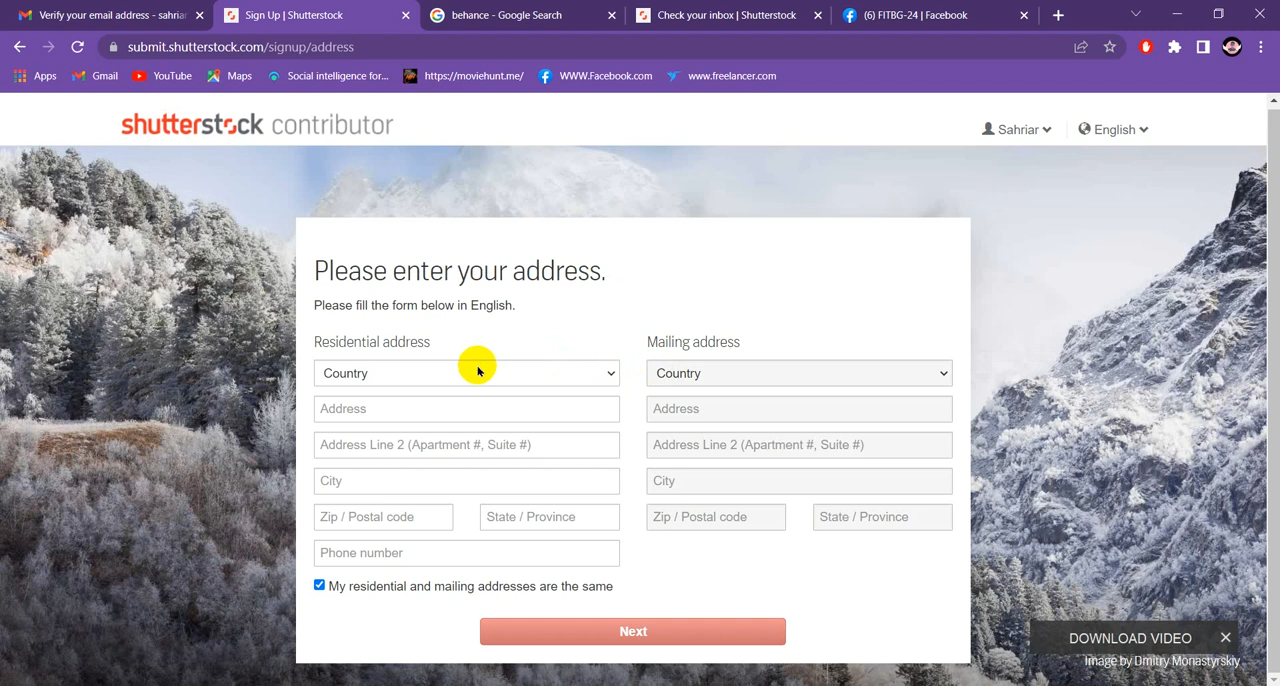 Verify your email address - sahriar
Sign Up | Shutterstock
behance - Google Search
Check your inbox | Shutterstock
(6) FITBG-24 | Facebook
submit.shutterstock.com/signup/address
Apps
Gmail
YouTube
Maps
Social intelligence for...
https://moviehunt.me/
WWW.Facebook.com
www.freelancer.com
shutterstock contributor
Sahriar
English
Please enter your address.
Please fill the form below in English.
Residential address
Mailing address
Country
Country
Address
Address
Address Line 2 (Apartment #, Suite #)
Address Line 2 (Apartment #, Suite #)
City
City
Zip / Postal code
State / Province
Zip / Postal code
State / Province
Phone number
My residential and mailing addresses are the same
Next
DOWNLOAD VIDEO
Image by Dmitry Monastyrskiy